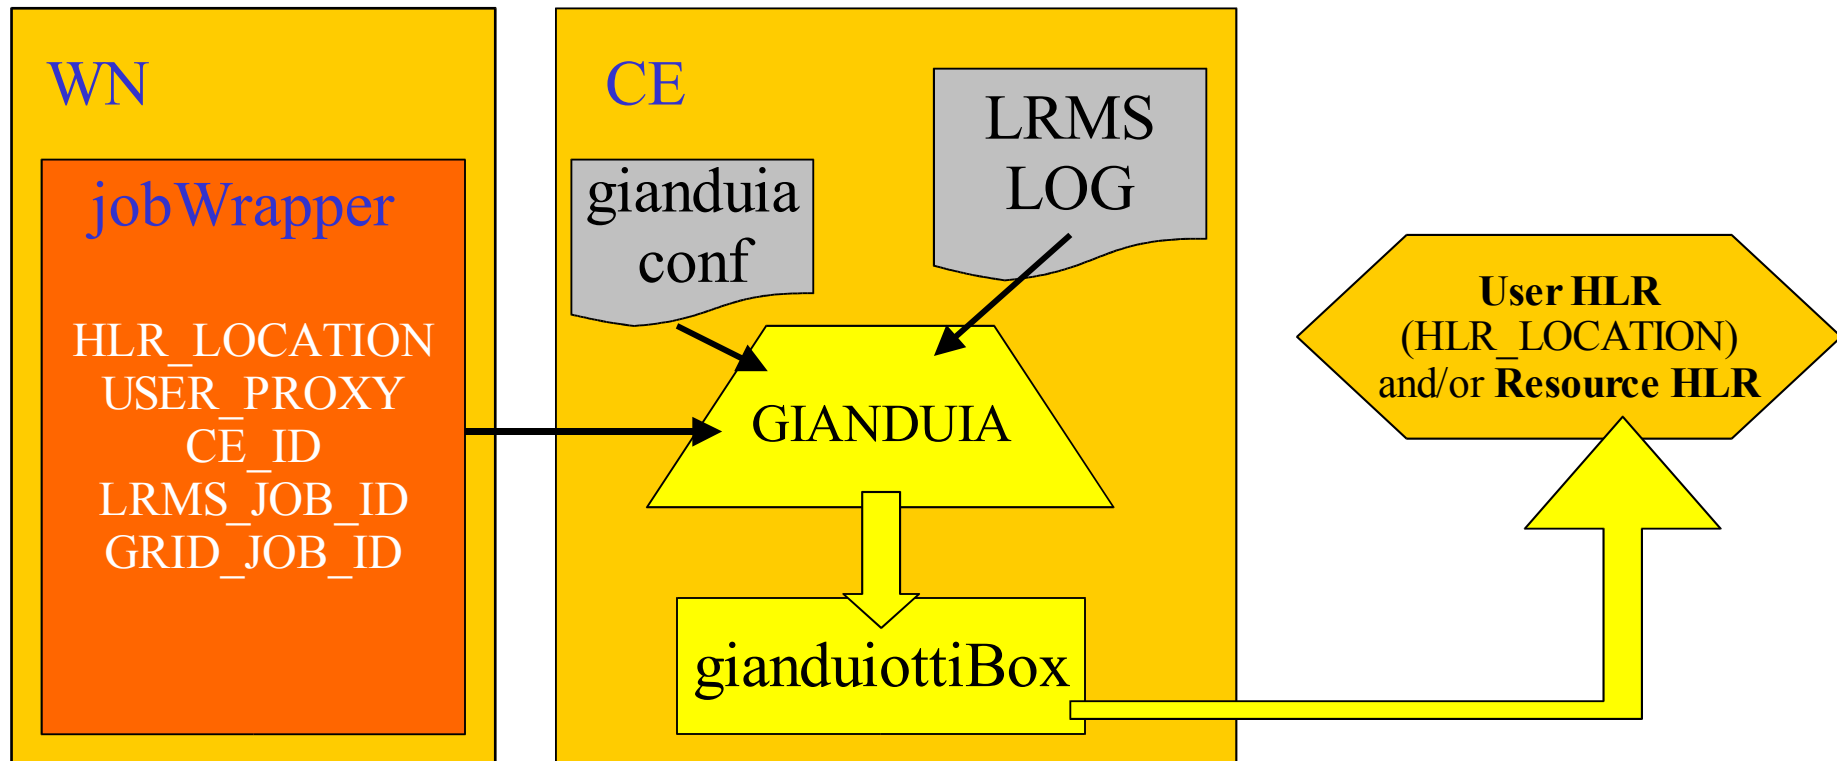 WN
jobWrapper
HLR_LOCATION
USER_PROXY
CE_ID
LRMS_JOB_ID
GRID_JOB_ID
CE
gianduia
conf
LRMS
LOG
GIANDUIA
gianduiottiBox
User HLR
(HLR_LOCATION)
and/or Resource HLR